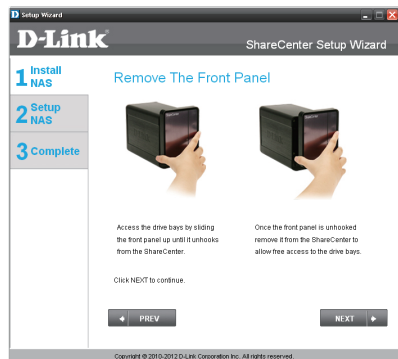 Setup Wizard
D-Link
ShareCenter Setup Wizard
1 Install
NAS
2 Setup
NAS
3 Complete
Remove The Front Panel
Access the drive bays by sliding
the front panel up until it unhooks
from the ShareCenter.
Once the front panel is unhooked
remove it from the ShareCenter to
allow free access to the drive bays.
Click NEXT to continue.
PREV
NEXT
Copyright © 2010-2012 D-Link Corporation Inc. All rights reserved.